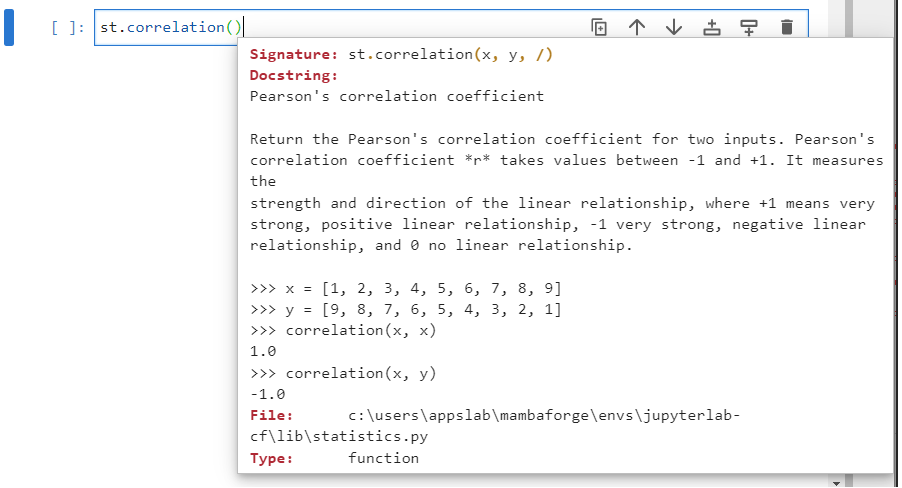 [ ]: st.correlation()
Signature: st.correlation(x, y, /)
Docstring:
Pearson's correlation coefficient
Return the Pearson's correlation coefficient for two inputs. Pearson's
correlation coefficient *r* takes values between -1 and +1. It measures
the
strength and direction of the linear relationship, where +1 means very
strong, positive linear relationship, -1 very strong, negative linear
relationship, and 0 no linear relationship.
>>> x = [1, 2, 3, 4, 5, 6, 7, 8, 9]
>>> y = [9, 8, 7, 6, 5, 4, 3, 2, 1]
>>> correlation(x, x)
1.0
>>> correlation(x, y)
-1.0
File:      c:\users\appslab\mambaforge\envs\jupyterlab-
cf\lib\statistics.py
Type:      function